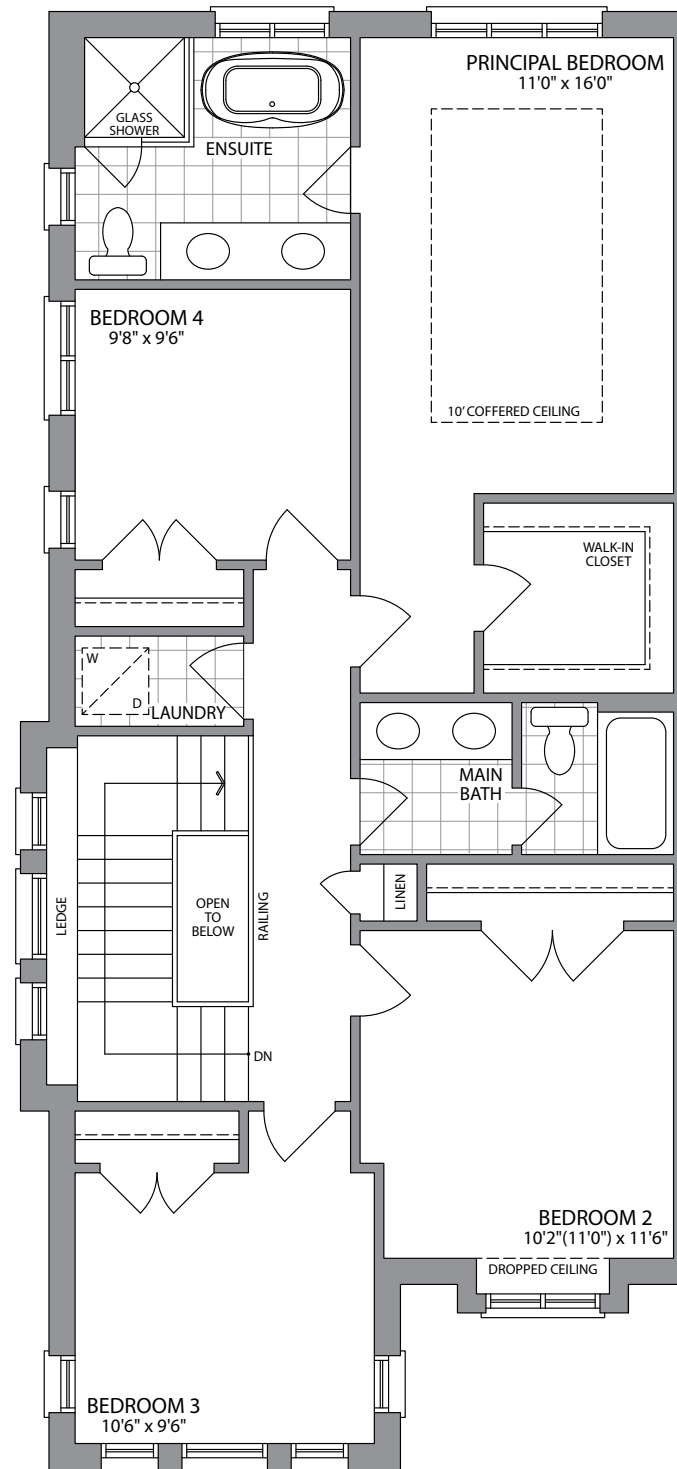 PRINCIPAL BEDROOM
11'0" x 16'0"
GLASS
SHOWER
ENSUITE
BEDROOM 4
9'8" x 9'6"
10' COFFERED CEILING
WALK-IN
CLOSET
W
D
LAUNDRY
MAIN
BATH
LINEN
LEDGE
OPEN
TO
BELOW
RAILING
DN
BEDROOM 2
10'2"(11'0") x 11'6"
DROPPED CEILING
BEDROOM 3
10'6" x 9'6"